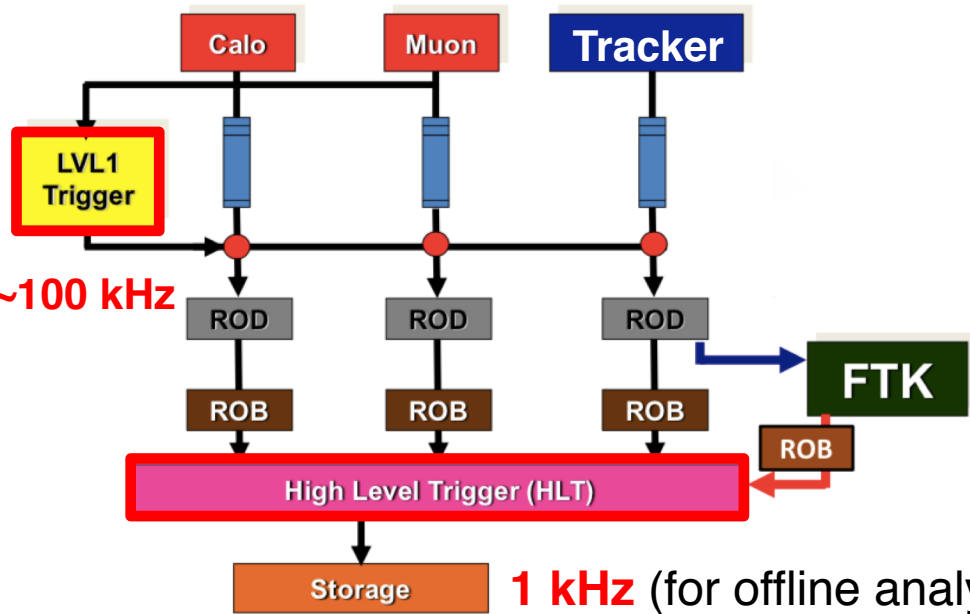 Calo
Muon
Tracker
LVL1
Trigger
~100 kHz
ROD
ROD
ROD
FTK
ROB
ROB
ROB
ROB
High Level Trigger (HLT)
Storage
1 kHz (for offline analy